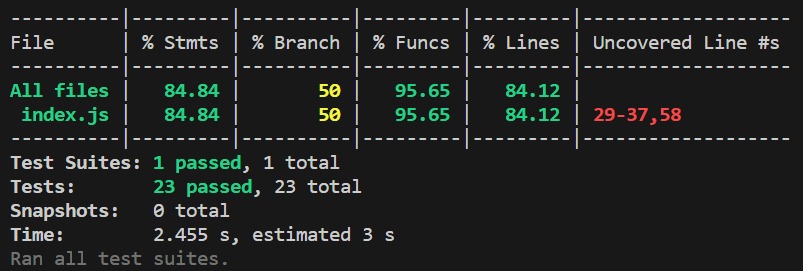 ----------|---------|----------|---------|---------|-------------------
File      | % Stmts | % Branch | % Funcs | % Lines | Uncovered Line #s
----------|---------|----------|---------|---------|-------------------
All files |   84.84 |       50 |   95.65 |   84.12 |
 index.js |   84.84 |       50 |   95.65 |   84.12 | 29-37,58
----------|---------|----------|---------|---------|-------------------
Test Suites: 1 passed, 1 total
Tests:       23 passed, 23 total
Snapshots:   0 total
Time:        2.455 s, estimated 3 s
Ran all test suites.